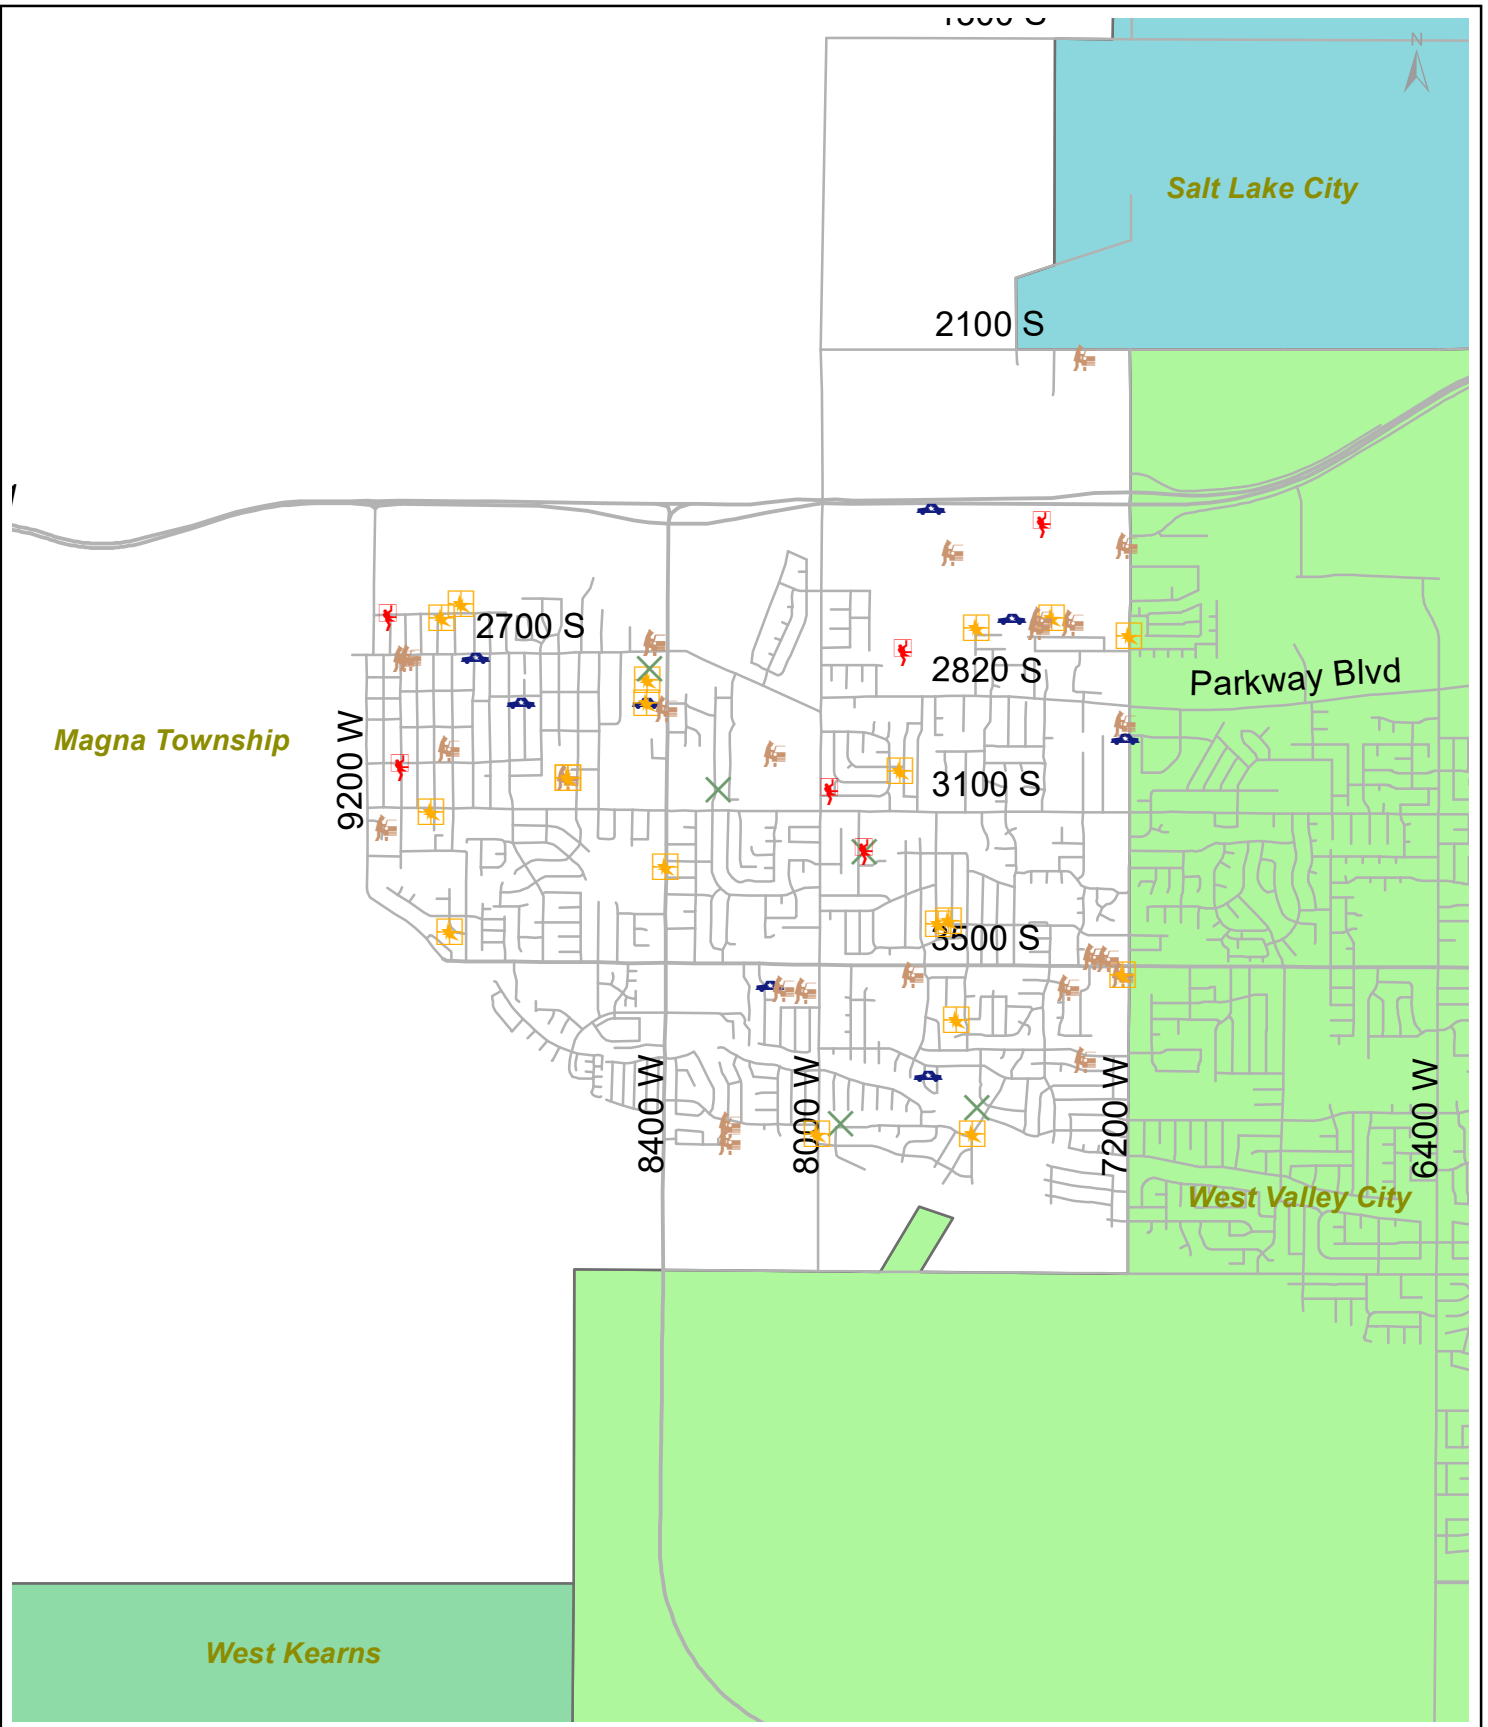 N
Salt Lake City
2100 S
2700 S
2820 S
Parkway Blvd
Magna Township
9200 W
3100 S
3500 S
8400 W
8000 W
7200 W
6400 W
West Valley City
West Kearns